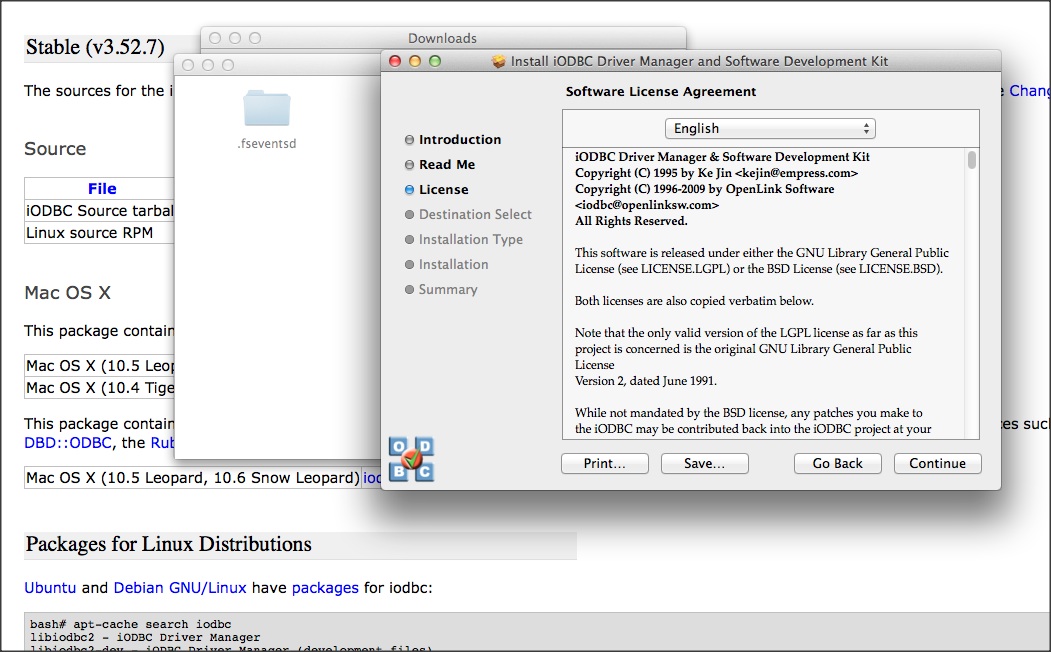 Stable (v3.52.7)
The sources for the i
Chang
Source
File
iODBC Source tarbal
Linux source RPM
Mac OS X
This package contain
Mac OS X (10.5 Leop
Mac OS X (10.4 Tige
This package contain
DBD::ODBC, the Rub
Mac OS X (10.5 Leopard, 10.6 Snow Leopard) iod
Packages for Linux Distributions
Ubuntu and Debian GNU/Linux have packages for iodbc:
bash# apt-cache search iodbc
libiodbc2 - iODBC Driver Manager
libiodbc2-dev - iODBC Driver Manager (development files)
Downloads
.fseventsd
Install iODBC Driver Manager and Software Development Kit
Software License Agreement
Introduction
Read Me
License
Destination Select
Installation Type
Installation
Summary
O D
B C
English
iODBC Driver Manager & Software Development Kit
Copyright (C) 1995 by Ke Jin <kejin@empress.com>
Copyright (C) 1996-2009 by OpenLink Software
<iodbc@openlinksw.com>
All Rights Reserved.
This software is released under either the GNU Library General Public
License (see LICENSE.LGPL) or the BSD License (see LICENSE.BSD).
Both licenses are also copied verbatim below.
Note that the only valid version of the LGPL license as far as this
project is concerned is the original GNU Library General Public
License
Version 2, dated June 1991.
While not mandated by the BSD license, any patches you make to
the iODBC may be contributed back into the iODBC project at your
Print... Save... Go Back Continue